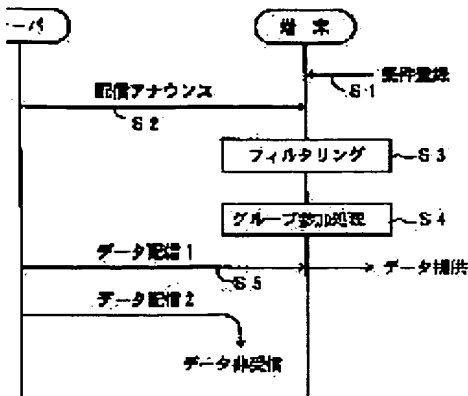 ーバ
端末
条件登録
S1
配信アナウンス
S2
フィルタリング
S3
グループ参加処理
S4
データ配信1
S5
データ提供
データ配信2
データ非受信